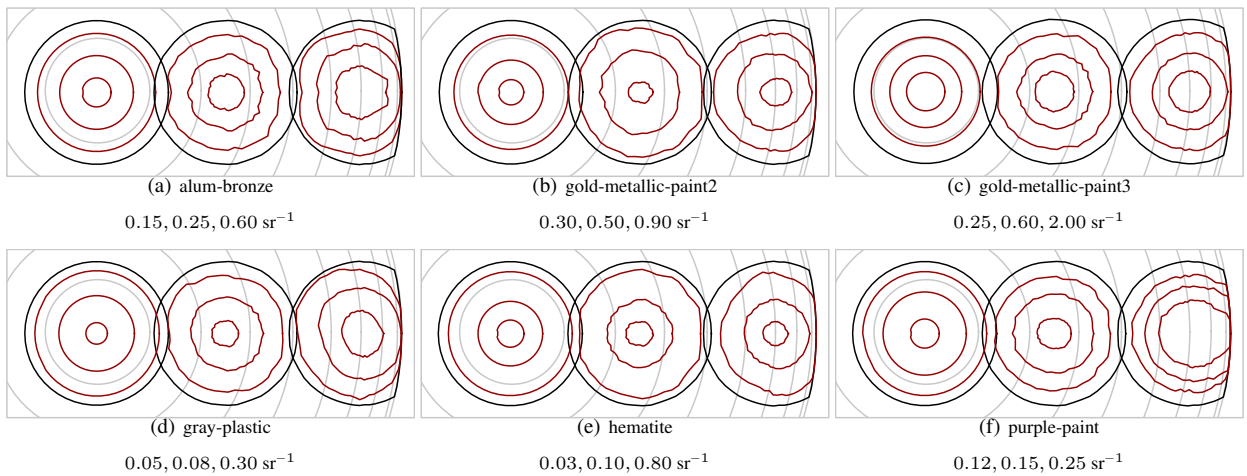 (a) alum-bronze
0.15, 0.25, 0.60 sr⁻¹
(b) gold-metallic-paint2
0.30, 0.50, 0.90 sr⁻¹
(c) gold-metallic-paint3
0.25, 0.60, 2.00 sr⁻¹
(d) gray-plastic
0.05, 0.08, 0.30 sr⁻¹
(e) hematite
0.03, 0.10, 0.80 sr⁻¹
(f) purple-paint
0.12, 0.15, 0.25 sr⁻¹